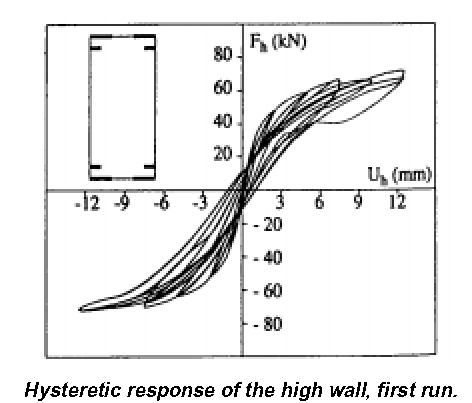 Fh (kN)
80
60
40
20
Uh (mm)
-12 -9 -6 -3 3 6 9 12
- 20
- 40
- 60
- 80
Hysteretic response of the high wall, first run.